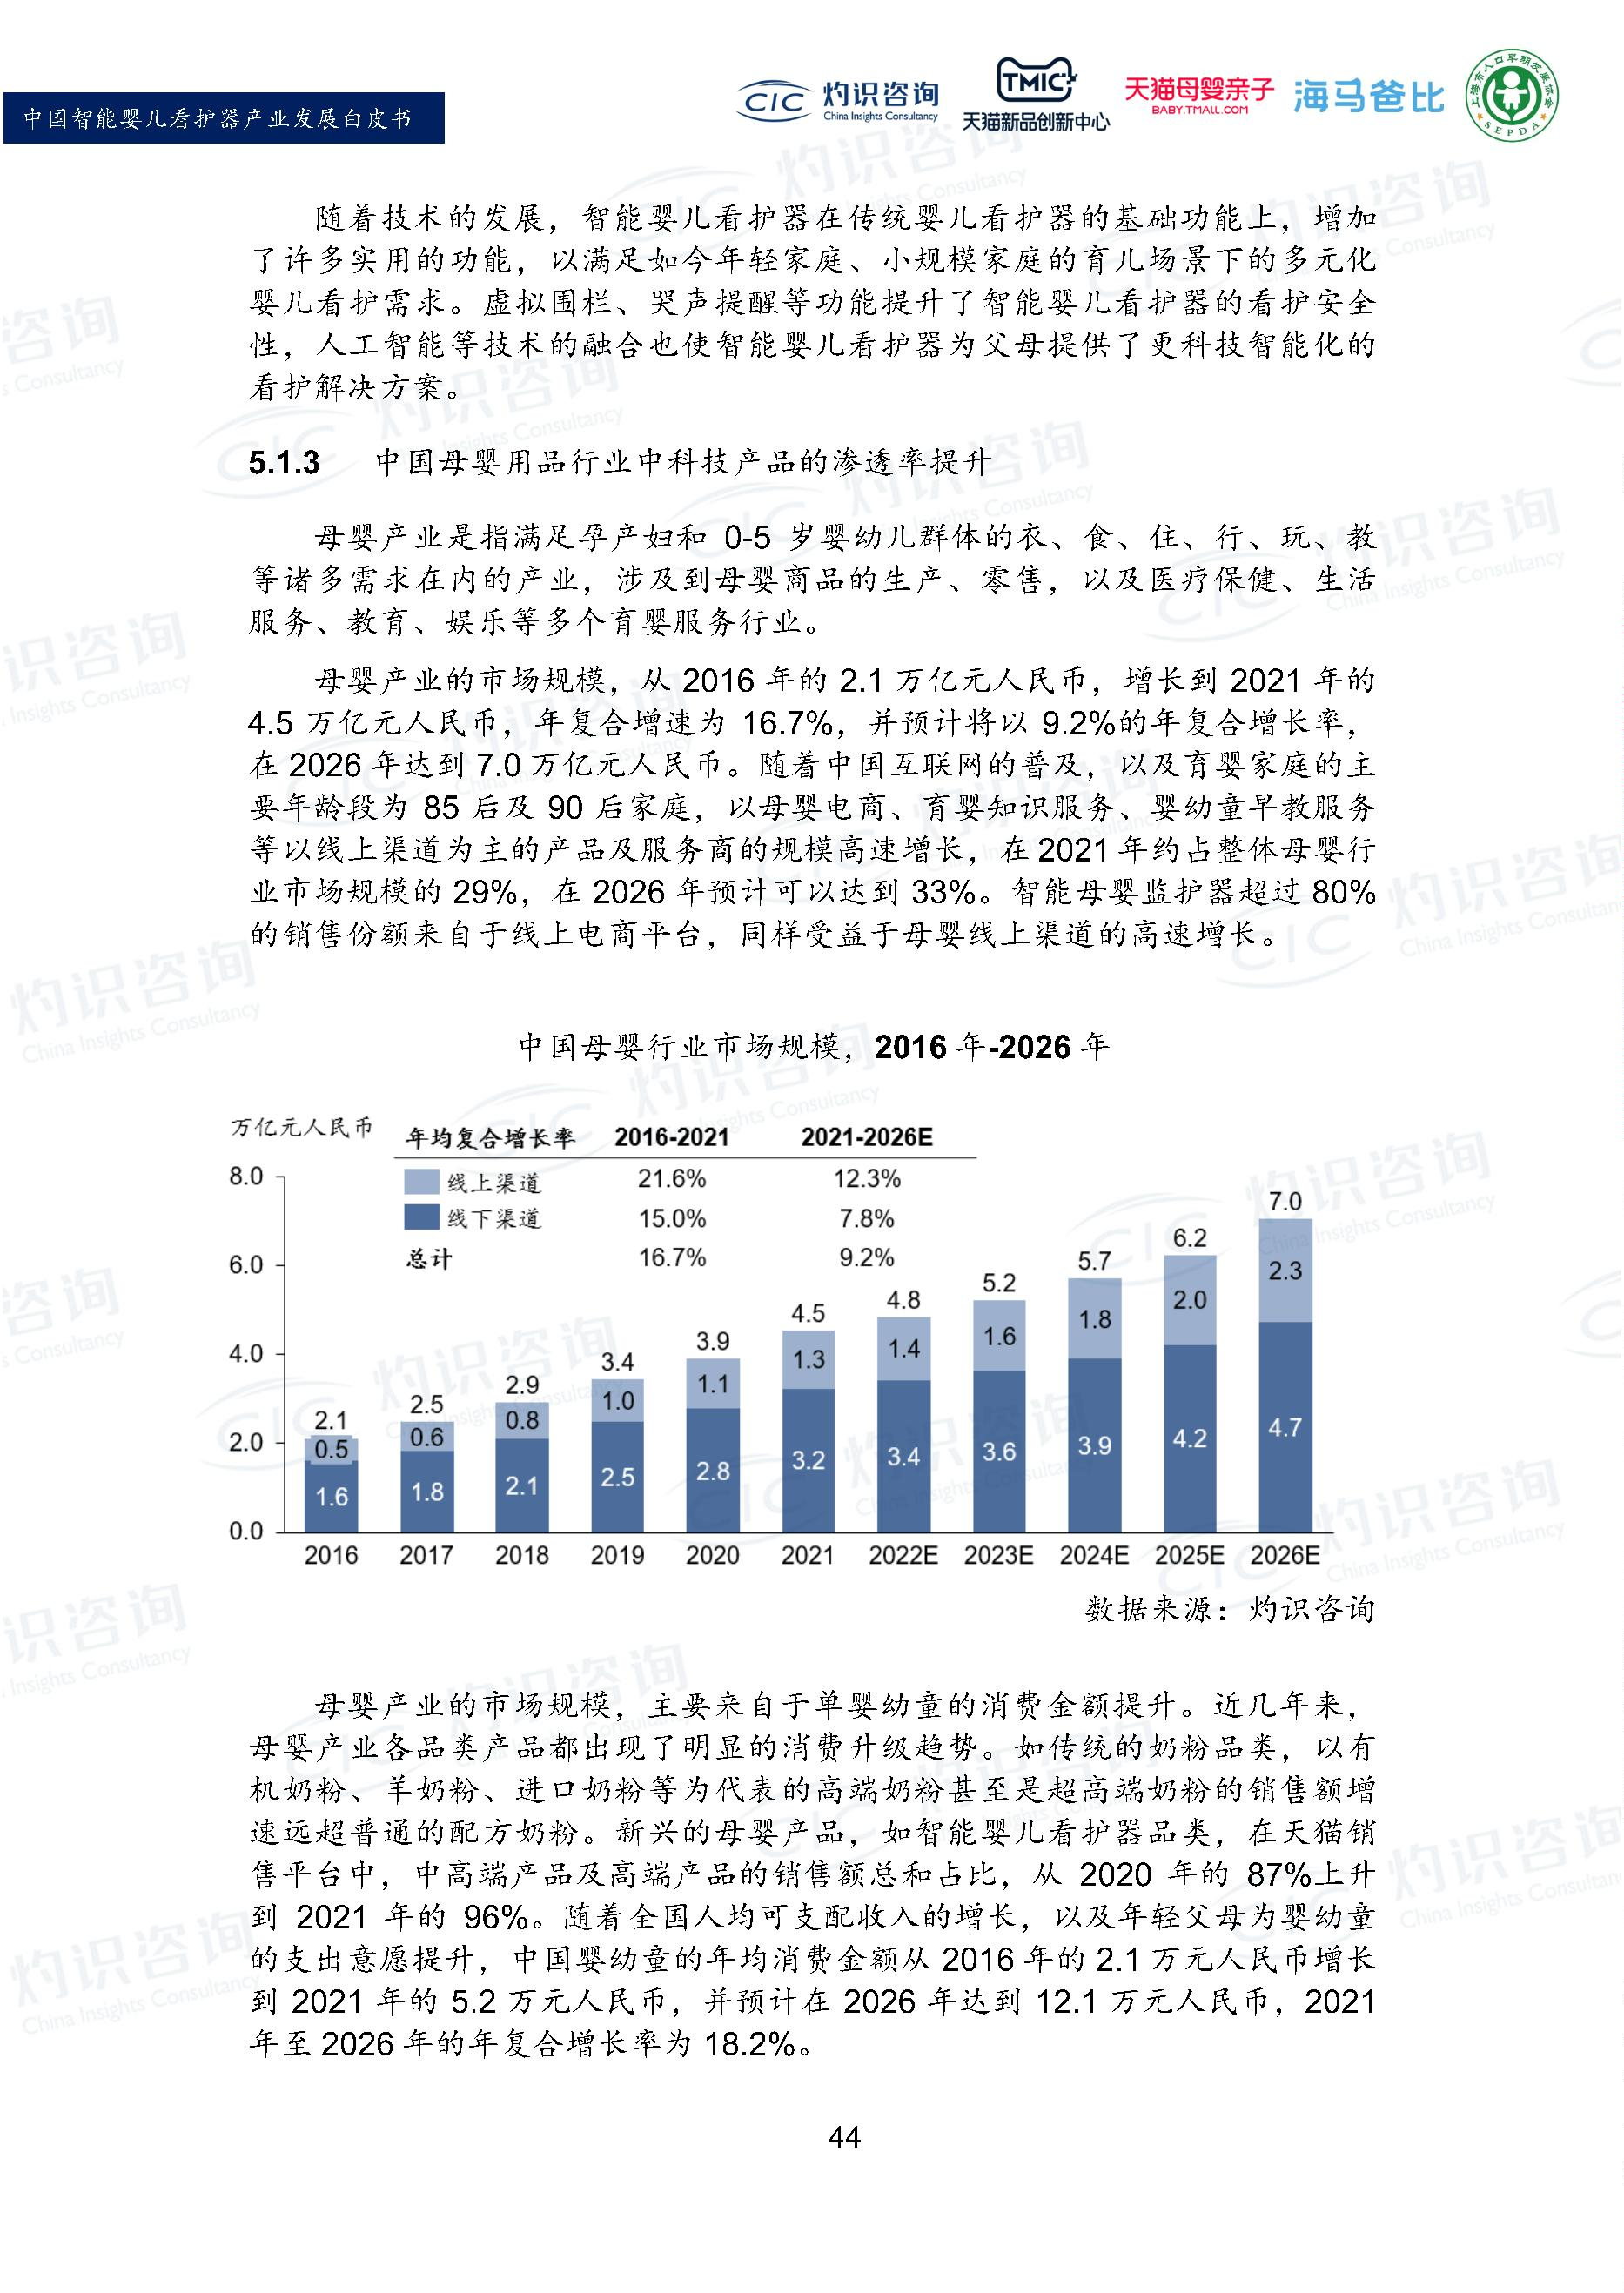 中国智能婴儿看护器产业发展白皮书
CIC 灼识咨询
China Insights Consultancy
TMIC
天猫新品创新中心
天猫母婴亲子
BABY.TMALL.COM
海马爸比
上海市人口早期发展协会
SEPDA
随着技术的发展，智能婴儿看护器在传统婴儿看护器的基础功能上，增加
了许多实用的功能，以满足如今年轻家庭、小规模家庭的育儿场景下的多元化
婴儿看护需求。虚拟围栏、哭声提醒等功能提升了智能婴儿看护器的看护安全
性，人工智能等技术的融合也使智能婴儿看护器为父母提供了更科技智能化的
看护解决方案。
5.1.3 中国母婴用品行业中科技产品的渗透率提升
母婴产业是指满足孕产妇和 0-5 岁婴幼儿群体的衣、食、住、行、玩、教
等诸多需求在内的产业，涉及到母婴商品的生产、零售，以及医疗保健、生活
服务、教育、娱乐等多个育婴服务行业。
母婴产业的市场规模，从 2016 年的 2.1 万亿元人民币，增长到 2021 年的
4.5 万亿元人民币，年复合增速为 16.7%，并预计将以 9.2%的年复合增长率，
在 2026 年达到 7.0 万亿元人民币。随着中国互联网的普及，以及育婴家庭的主
要年龄段为 85 后及 90 后家庭，以母婴电商、育婴知识服务、婴幼童早教服务
等以线上渠道为主的产品及服务商的规模高速增长，在 2021 年约占整体母婴行
业市场规模的 29%，在 2026 年预计可以达到 33%。智能母婴监护器超过 80%
的销售份额来自于线上电商平台，同样受益于母婴线上渠道的高速增长。
中国母婴行业市场规模，2016 年-2026 年
万亿元人民币
年均复合增长率 2016-2021 2021-2026E
线上渠道 21.6% 12.3%
线下渠道 15.0% 7.8%
总计 16.7% 9.2%
8.0
6.0
4.0
2.0
0.0
2.1 2.5 2.9 3.4 3.9 4.5 4.8 5.2 5.7 6.2 7.0
0.5 0.6 0.8 1.0 1.1 1.3 1.4 1.6 1.8 2.0 2.3
1.6 1.8 2.1 2.5 2.8 3.2 3.4 3.6 3.9 4.2 4.7
2016 2017 2018 2019 2020 2021 2022E 2023E 2024E 2025E 2026E
数据来源：灼识咨询
母婴产业的市场规模，主要来自于单婴幼童的消费金额提升。近几年来，
母婴产业各品类产品都出现了明显的消费升级趋势。如传统的奶粉品类，以有
机奶粉、羊奶粉、进口奶粉等为代表的高端奶粉甚至是超高端奶粉的销售额增
速远超普通的配方奶粉。新兴的母婴产品，如智能婴儿看护器品类，在天猫销
售平台中，中高端产品及高端产品的销售额总和占比，从 2020 年的 87%上升
到 2021 年的 96%。随着全国人均可支配收入的增长，以及年轻父母为婴幼童
的支出意愿提升，中国婴幼童的年均消费金额从 2016 年的 2.1 万元人民币增长
到 2021 年的 5.2 万元人民币，并预计在 2026 年达到 12.1 万元人民币，2021
年至 2026 年的年复合增长率为 18.2%。
44